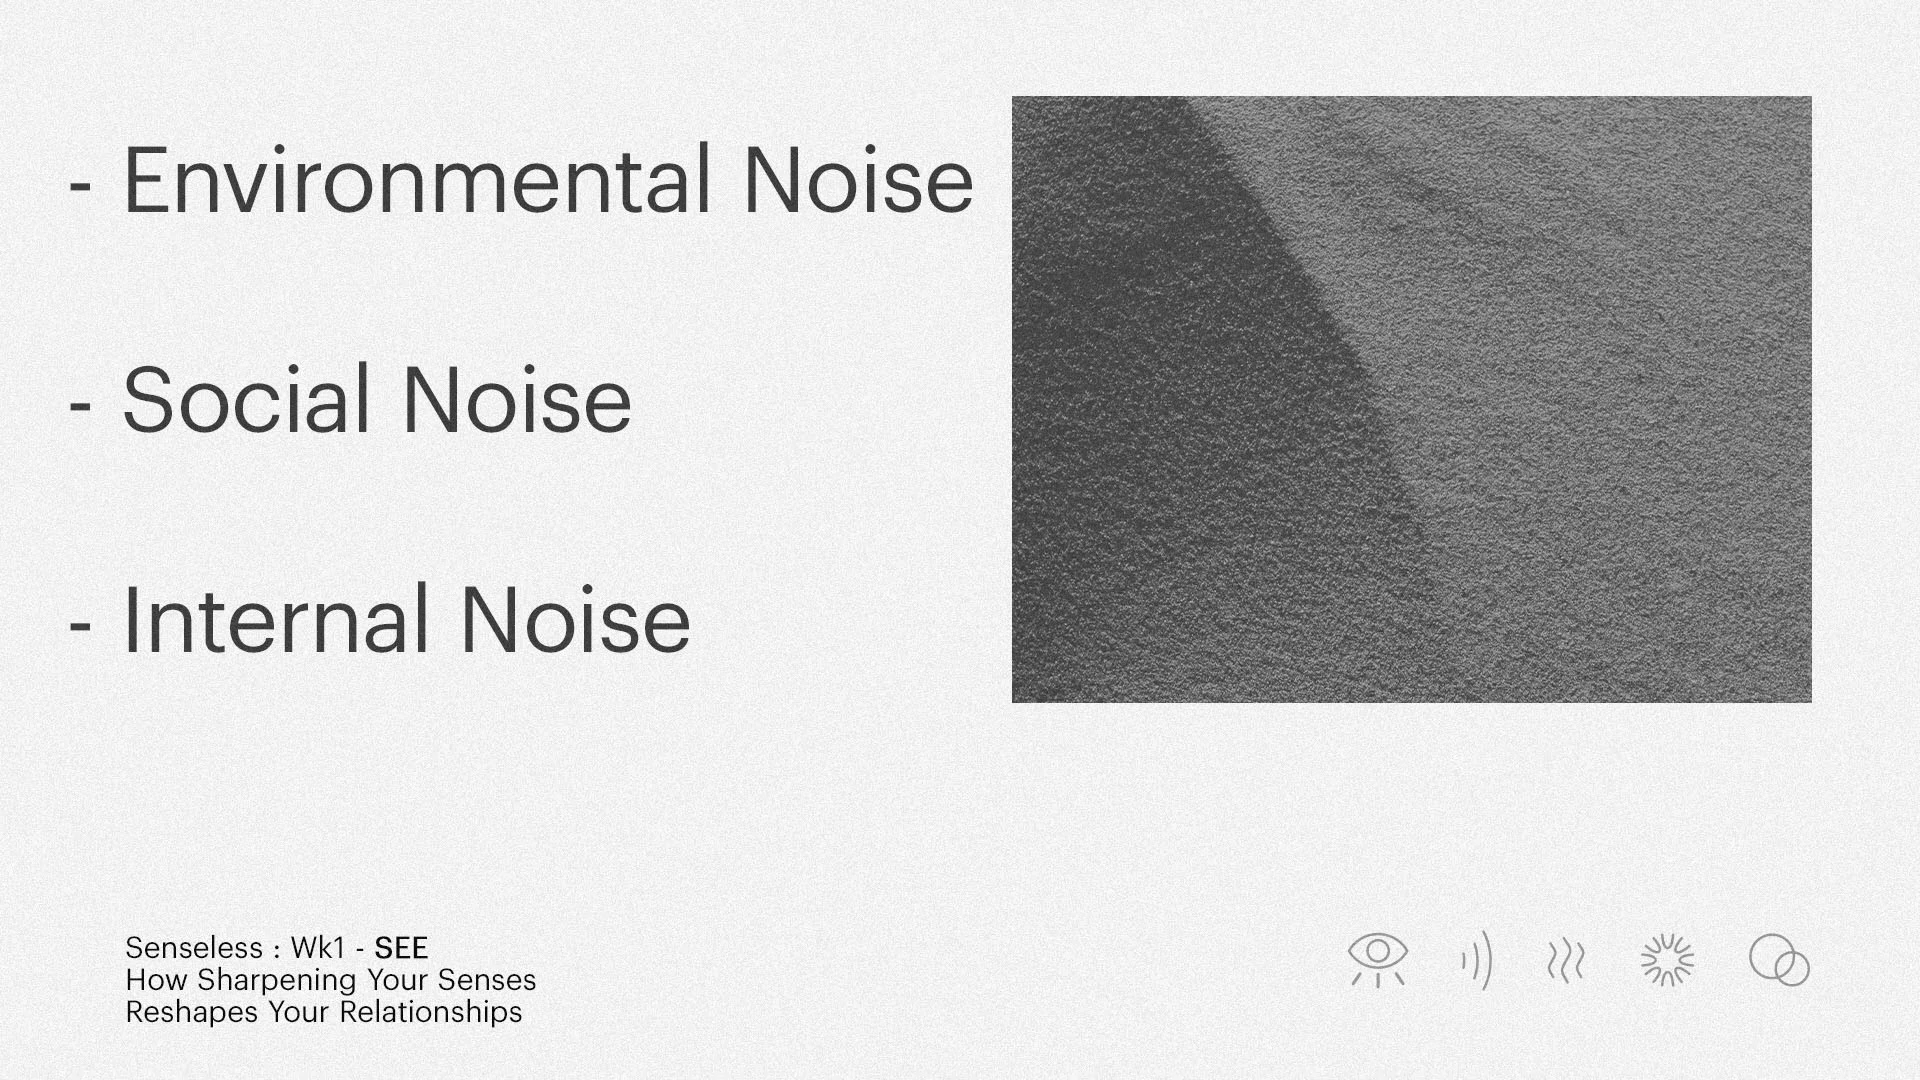 - Environmental Noise
- Social Noise
- Internal Noise
Senseless : Wk1 - SEE
How Sharpening Your Senses
Reshapes Your Relationships